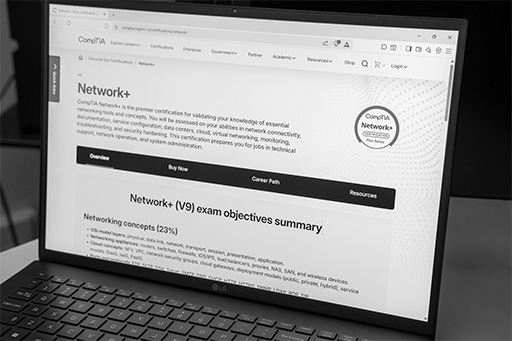 Network+ - Plus Certification
comptia.org/en-us/certifications/network/
CompTIA
Explore Careers
Certifications
Enterprise
Government
Partner
Academic
Resources
Shop
Login
Discover Our Certifications
Network+
Quick links
Network+
CompTIA Network+ is the premier certification for validating your knowledge of essential
networking tools and concepts. You will be assessed on your abilities in network connectivity,
documentation, service configuration, data centers, cloud, virtual networking, monitoring,
troubleshooting, and security hardening. This certification prepares you for jobs in technical
support, network operation, and system administration.
CompTIA
Network+
CERTIFICATION
Plus Series
Overview
Buy Now
Career Path
Resources
Network+ (V9) exam objectives summary
Networking concepts (23%)
• OSI model layers: physical, data link, network, transport, session, presentation, application.
• Networking appliances: routers, switches, firewalls, IDS/IPS, load balancers, proxies, NAS, SAN, and wireless devices.
• Cloud concepts: NFV, VPC, network security groups, cloud gateways, deployment models (public, private, hybrid), service
models (SaaS, IaaS, PaaS).
LG